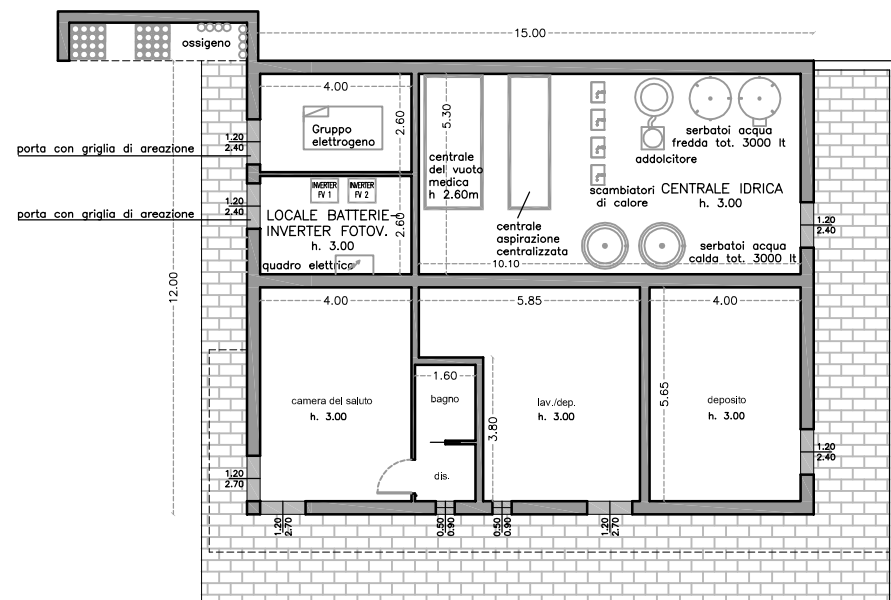 15.00
ossigeno
4.00
Gruppo
elettrogeno
2.60
5.30
centrale
del vuoto
medica
h 2.60m
serbatoi acqua
fredda tot. 3000 lt
addolcitore
1.20
2.40
porta con griglia di areazione
INVERTER
FV 1
INVERTER
FV 2
scambiatori
di calore
CENTRALE IDRICA
h. 3.00
porta con griglia di areazione
1.20
2.40
LOCALE BATTERIE-
INVERTER FOTOV.
h. 3.00
2.60
quadro elettrico
centrale
aspirazione
centralizzata
serbatoi acqua
calda tot. 3000 lt
1.20
2.40
10.10
12.00
4.00
5.85
4.00
1.60
camera del saluto
h. 3.00
bagno
lav./dep.
h. 3.00
deposito
h. 3.00
5.65
3.80
dis.
1.20
2.70
1.20
2.40
1.20
2.70
0.50
0.90
0.50
0.90
1.20
2.70